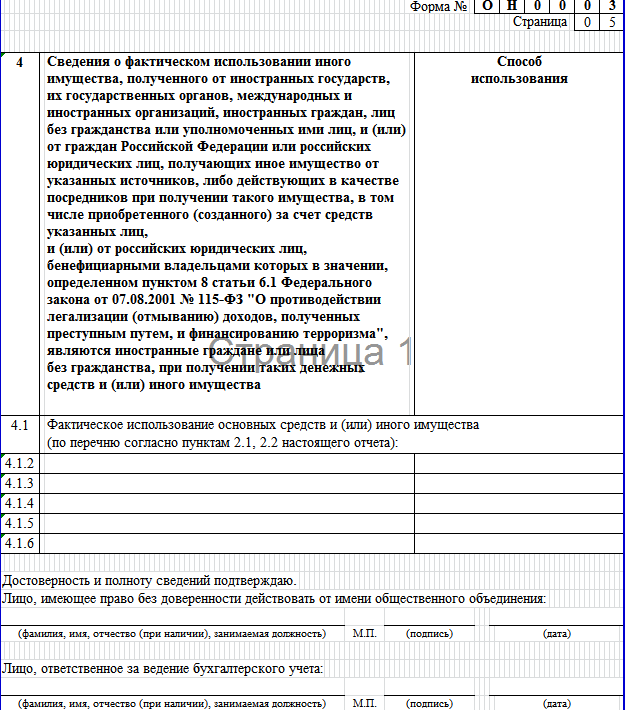 Форма № О Н 0 0 0 3
Страница 0 5
4 Сведения о фактическом использовании иного Способ
имущества, полученного от иностранных государств, использования
их государственных органов, международных и
иностранных организаций, иностранных граждан, лиц
без гражданства или уполномоченных ими лиц, и (или)
от граждан Российской Федерации или российских
юридических лиц, получающих иное имущество от
указанных источников, либо действующих в качестве
посредников при получении такого имущества, в том
числе приобретенного (созданного) за счет средств
указанных лиц,
и (или) от российских юридических лиц,
бенефициарными владельцами которых в значении,
определенном пунктом 8 статьи 6.1 Федерального
закона от 07.08.2001 № 115-ФЗ "О противодействии
легализации (отмыванию) доходов, полученных
преступным путем, и финансированию терроризма",
являются иностранные граждане или лица
без гражданства, при получении таких денежных
средств и (или) иного имущества
Страница 1
4.1 Фактическое использование основных средств и (или) иного имущества
(по перечню согласно пунктам 2.1, 2.2 настоящего отчета):
4.1.2
4.1.3
4.1.4
4.1.5
4.1.6
Достоверность и полноту сведений подтверждаю.
Лицо, имеющее право без доверенности действовать от имени общественного объединения:
(фамилия, имя, отчество (при наличии), занимаемая должность) М.П. (подпись) (дата)
Лицо, ответственное за ведение бухгалтерского учета:
(фамилия, имя, отчество (при наличии), занимаемая должность) М.П. (подпись) (дата)